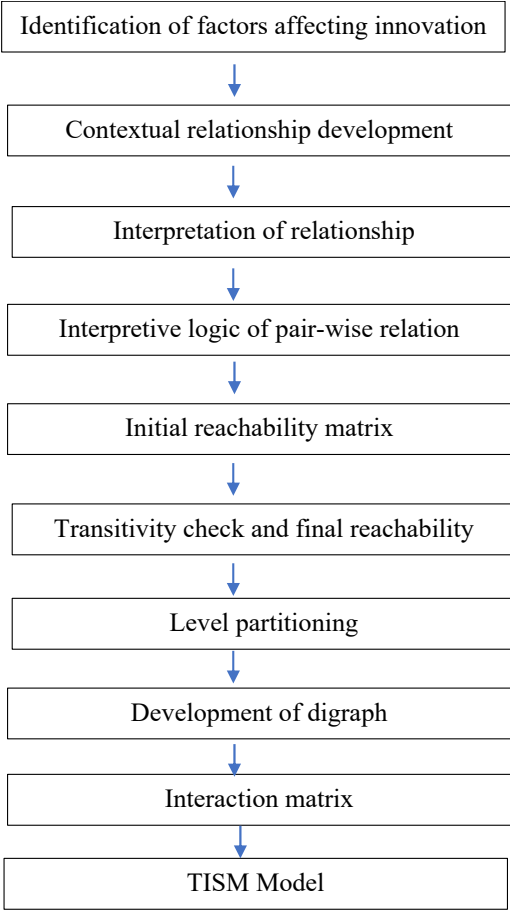 Identification of factors affecting innovation
Contextual relationship development
Interpretation of relationship
Interpretive logic of pair-wise relation
Initial reachability matrix
Transitivity check and final reachability
Level partitioning
Development of digraph
Interaction matrix
TISM Model